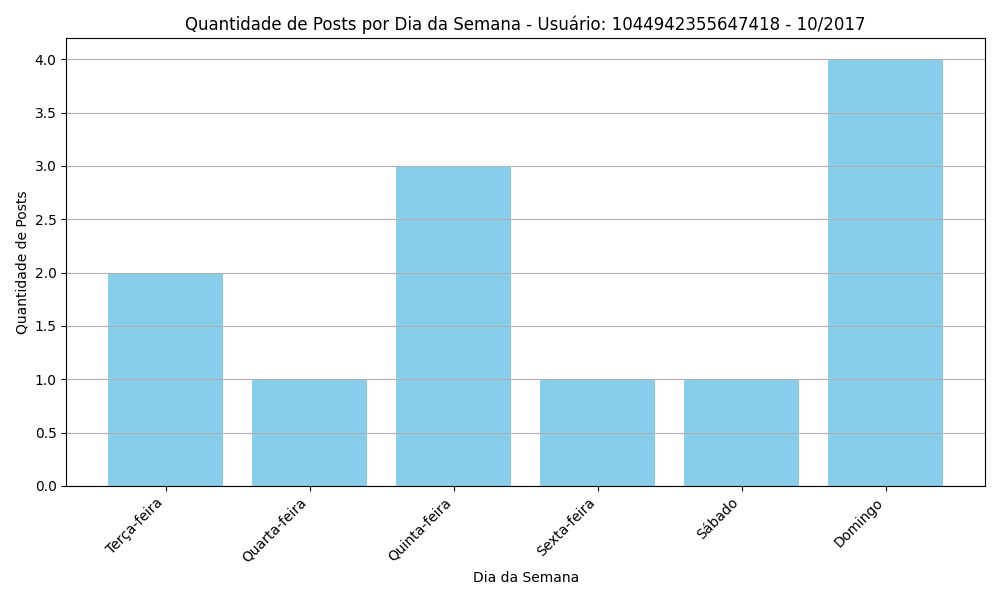 Quantidade de Posts por Dia da Semana - Usuário: 1044942355647418 - 10/2017
Quantidade de Posts
4.0
3.5
3.0
2.5
2.0
1.5
1.0
0.5
0.0
Terça-feira
Quarta-feira
Quinta-feira
Sexta-feira
Sábado
Domingo
Dia da Semana